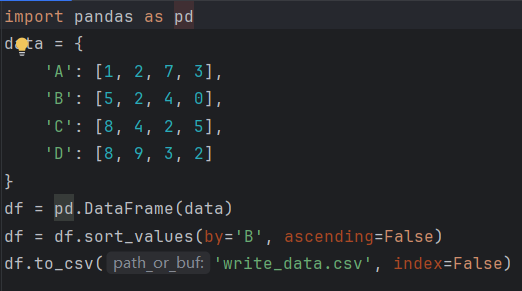 import pandas as pd
data = {
    'A': [1, 2, 7, 3],
    'B': [5, 2, 4, 0],
    'C': [8, 4, 2, 5],
    'D': [8, 9, 3, 2]
}
df = pd.DataFrame(data)
df = df.sort_values(by='B', ascending=False)
df.to_csv( path_or_buf: 'write_data.csv', index=False)